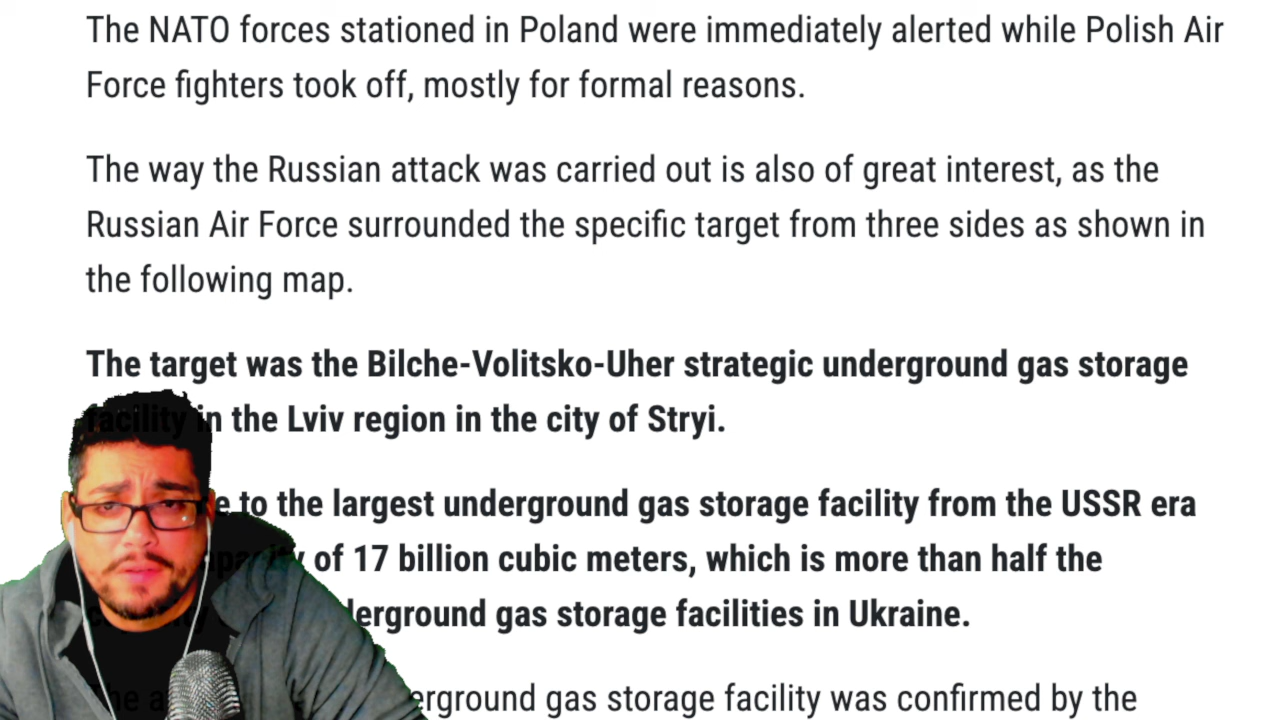 The NATO forces stationed in Poland were immediately alerted while Polish Air
Force fighters took off, mostly for formal reasons.
The way the Russian attack was carried out is also of great interest, as the
Russian Air Force surrounded the specific target from three sides as shown in
the following map.
The target was the Bilche-Volitsko-Uher strategic underground gas storage
facility in the Lviv region in the city of Stryi.
to the largest underground gas storage facility from the USSR era
of 17 billion cubic meters, which is more than half the
gas storage facilities in Ukraine.
gas storage facility was confirmed by the